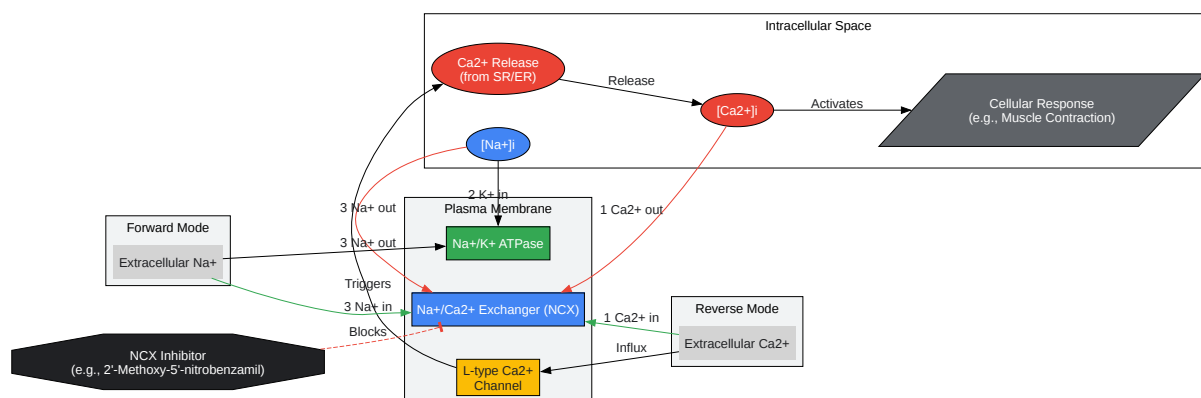 Intracellular Space
Ca2+ Release
(from SR/ER)
Release
[Ca2+]i
Activates
Cellular Response
(e.g., Muscle Contraction)
[Na+]i
2 K+ in
3 Na+ out
1 Ca2+ out
Plasma Membrane
Forward Mode
Extracellular Na+
3 Na+ out
Na+/K+ ATPase
Triggers
3 Na+ in
Na+/Ca2+ Exchanger (NCX)
1 Ca2+ in
Reverse Mode
Extracellular Ca2+
Blocks
Influx
NCX Inhibitor
(e.g., 2'-Methoxy-5'-nitrobenzamil)
L-type Ca2+
Channel